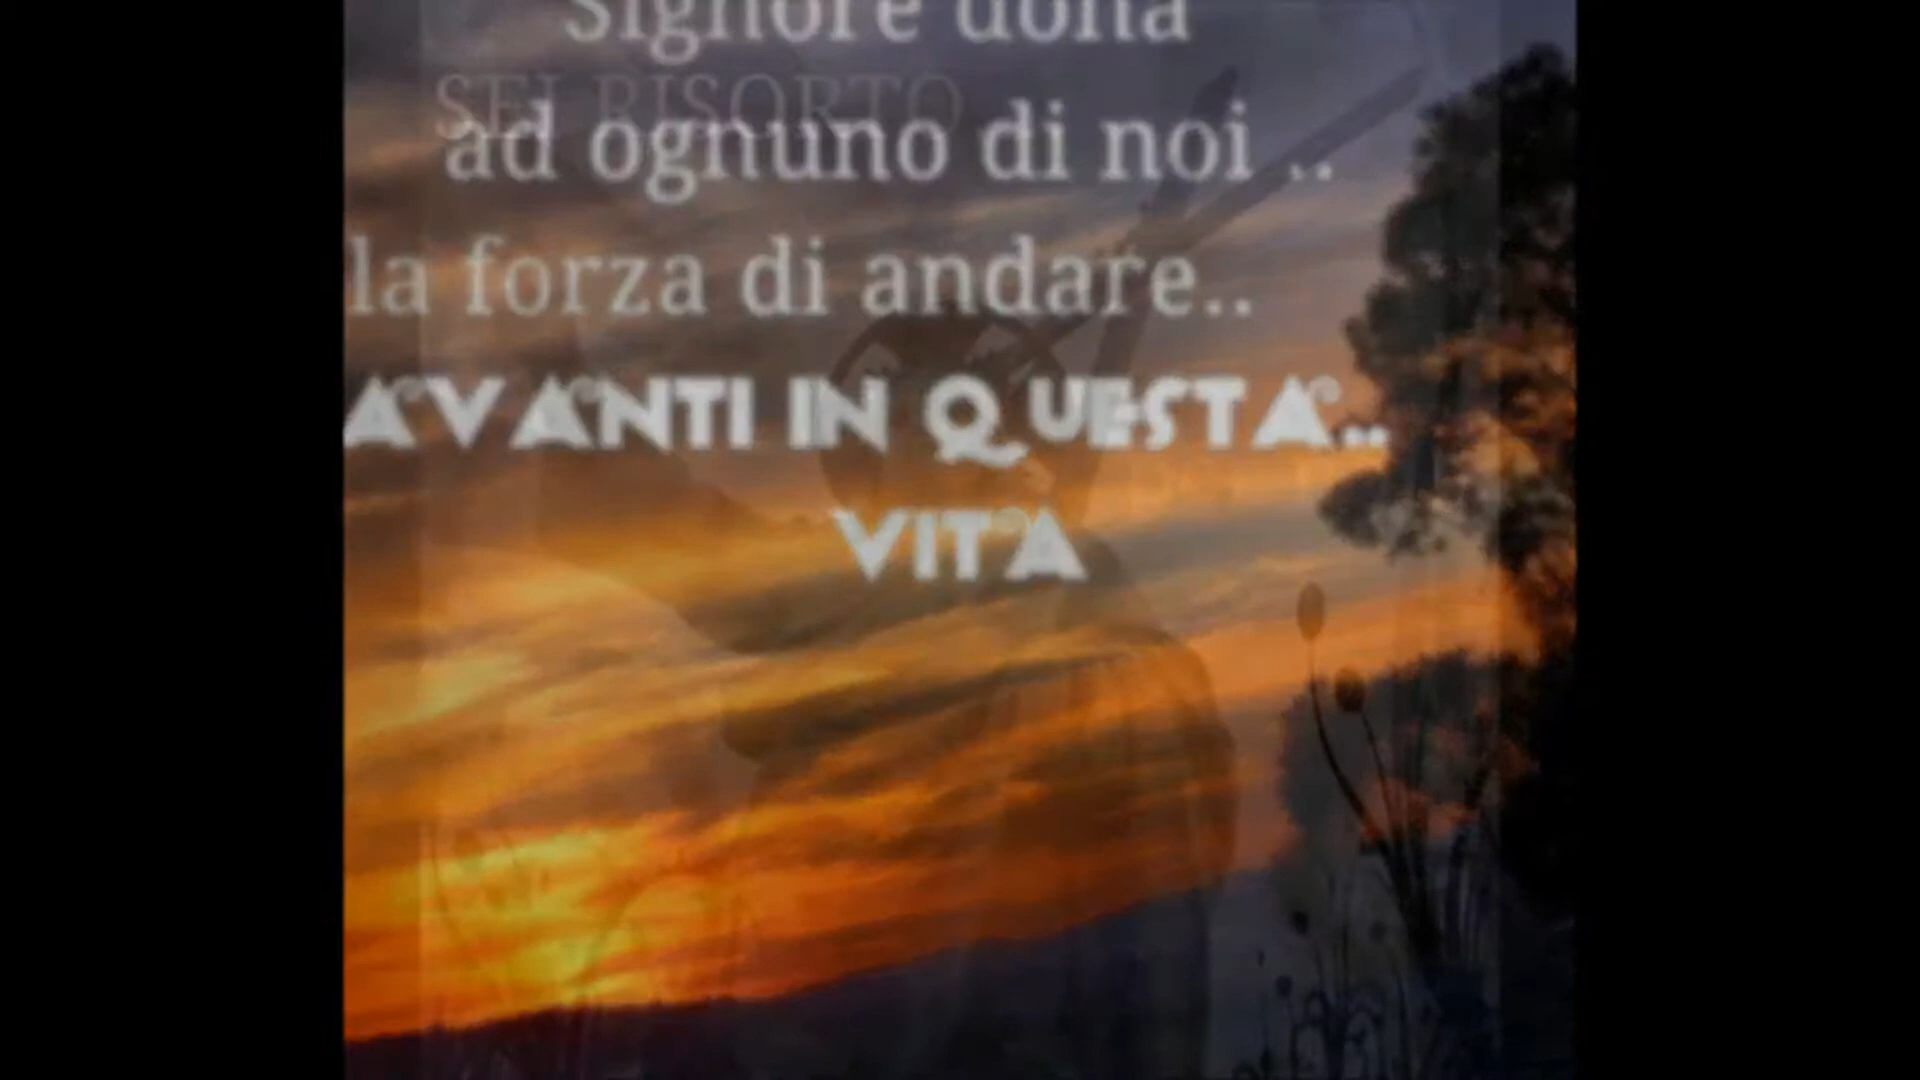 Signore dona
SEI RISORTO
ad ognuno di noi ..
la forza di andare..
AVANTI IN QUESTA..
VITA